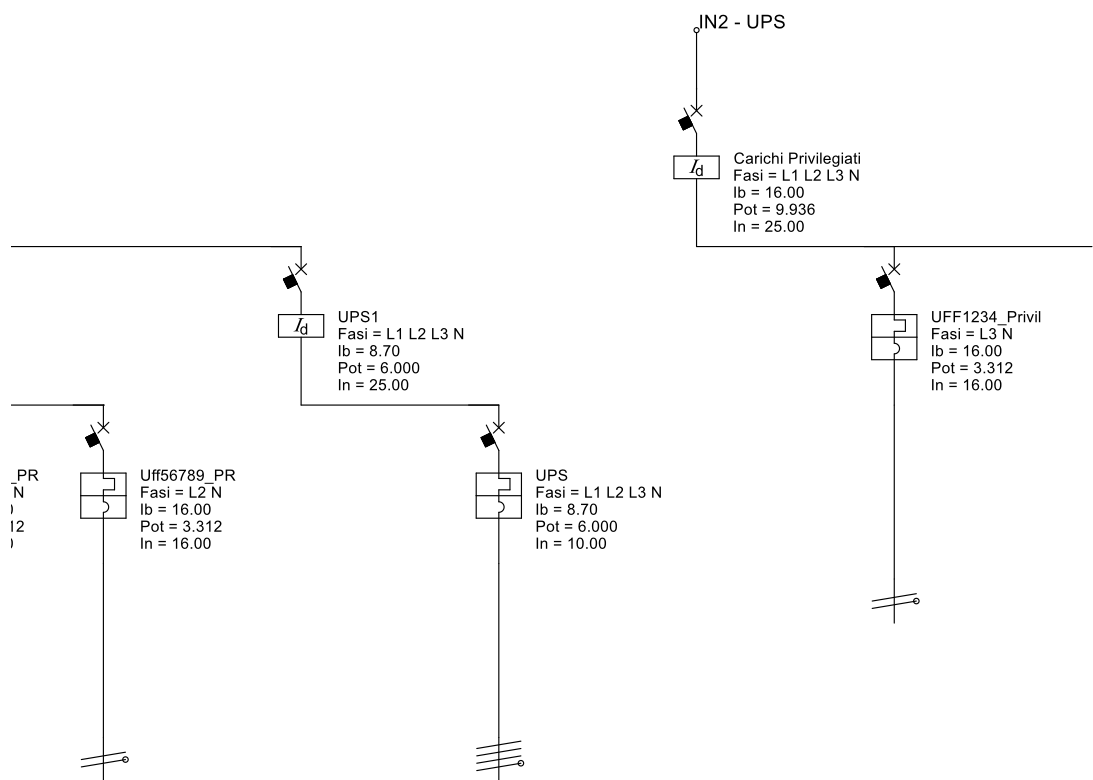 IN2 - UPS
Carichi Privilegiati
Fasi = L1 L2 L3 N
Ib = 16.00
Pot = 9.936
In = 25.00
Id
UPS1
Fasi = L1 L2 L3 N
Ib = 8.70
Pot = 6.000
In = 25.00
Id
UFF1234_Privil
Fasi = L3 N
Ib = 16.00
Pot = 3.312
In = 16.00
_PR
N
12
Uff56789_PR
Fasi = L2 N
Ib = 16.00
Pot = 3.312
In = 16.00
UPS
Fasi = L1 L2 L3 N
Ib = 8.70
Pot = 6.000
In = 10.00